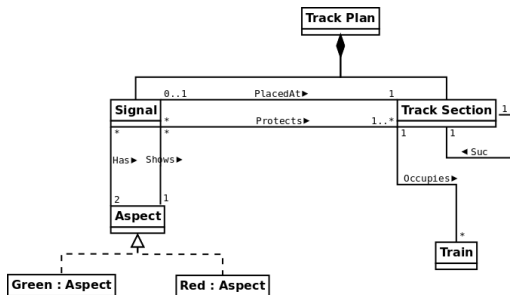 Track Plan
0..1 PlacedAt► 1
Signal Track Section 1
* Protects► 1..*
* 1 1
◄ Suc
Has► Shows►
Occupies►
2 1
Aspect
*
Train
Green : Aspect Red : Aspect